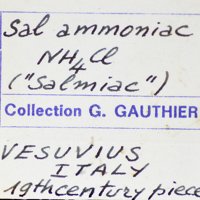 Sal ammoniac
NH4Cl
("Salmiac")
Collection G. GAUTHIER
VESUVIUS
ITALY
19th century piece